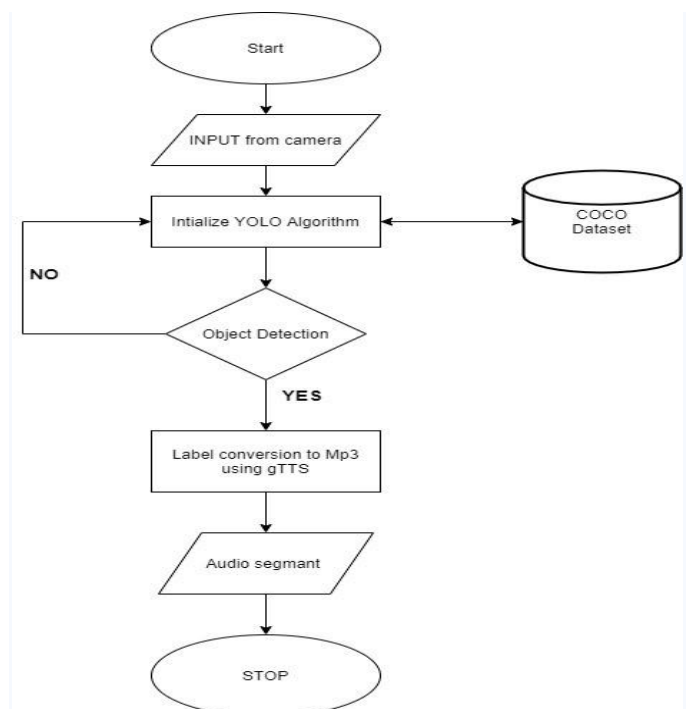 Start
INPUT from camera
Intialize YOLO Algorithm
COCO
Dataset
NO
Object Detection
YES
Label conversion to Mp3
using gTTS
Audio segmant
STOP